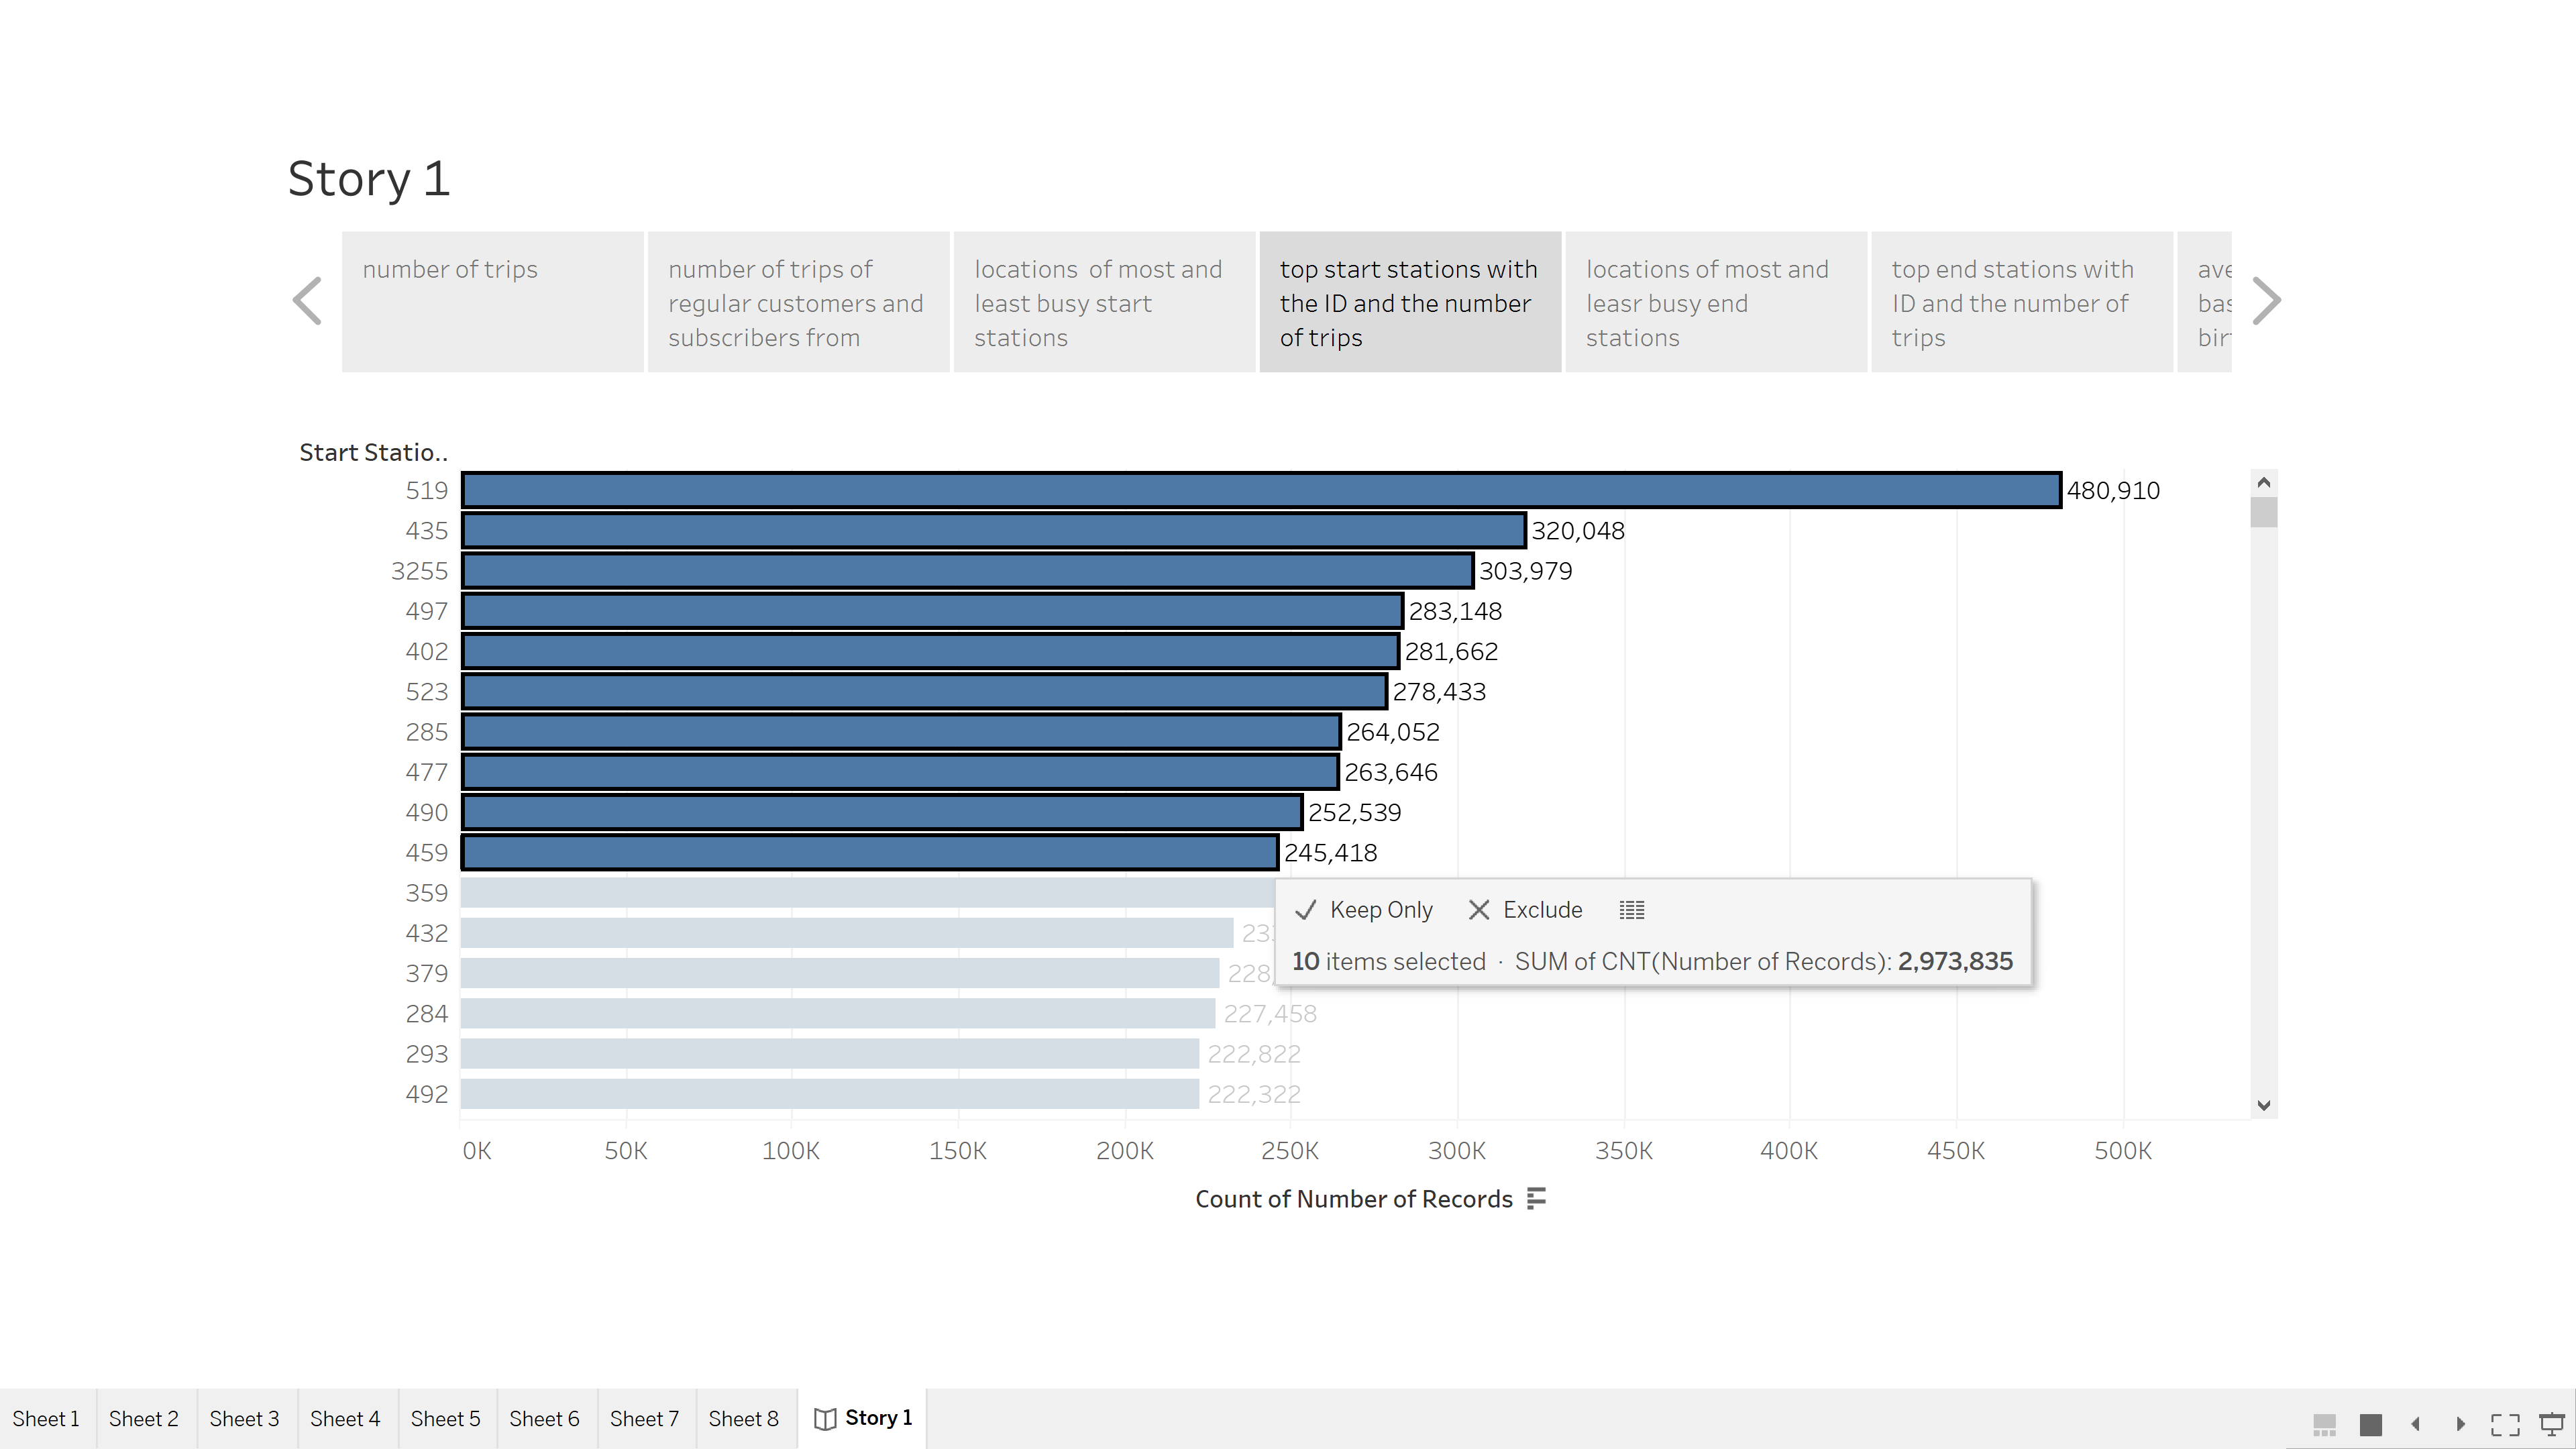 Story 1
number of trips
number of trips of
regular customers and
subscribers from
locations  of most and
least busy start
stations
top start stations with
the ID and the number
of trips
locations of most and
leasr busy end
stations
top end stations with
ID and the number of
trips
Start Statio..
519 480,910
435 320,048
3255 303,979
497 283,148
402 281,662
523 278,433
285 264,052
477 263,646
490 252,539
459 245,418
359
432
379
284 227,458
293 222,822
492 222,322
Keep Only Exclude
10 items selected · SUM of CNT(Number of Records): 2,973,835
0K 50K 100K 150K 200K 250K 300K 350K 400K 450K 500K
Count of Number of Records
Sheet 1 Sheet 2 Sheet 3 Sheet 4 Sheet 5 Sheet 6 Sheet 7 Sheet 8 Story 1